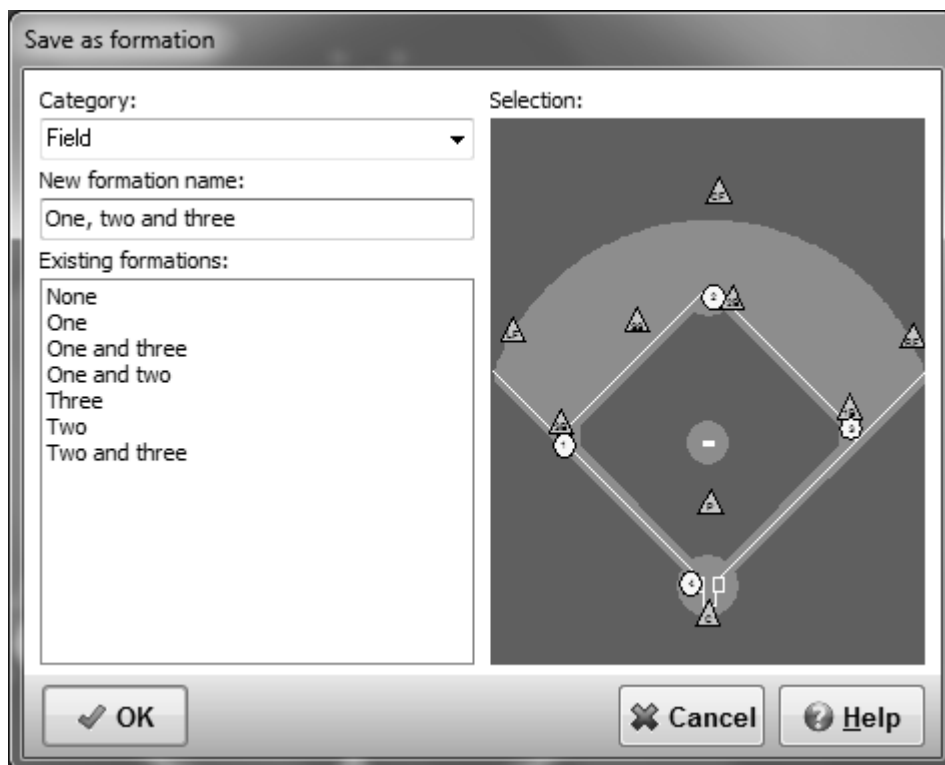 Save as formation
Category:
Field
New formation name:
One, two and three
Existing formations:
None
One
One and three
One and two
Three
Two
Two and three
Selection:
P
C
OK
Cancel
Help